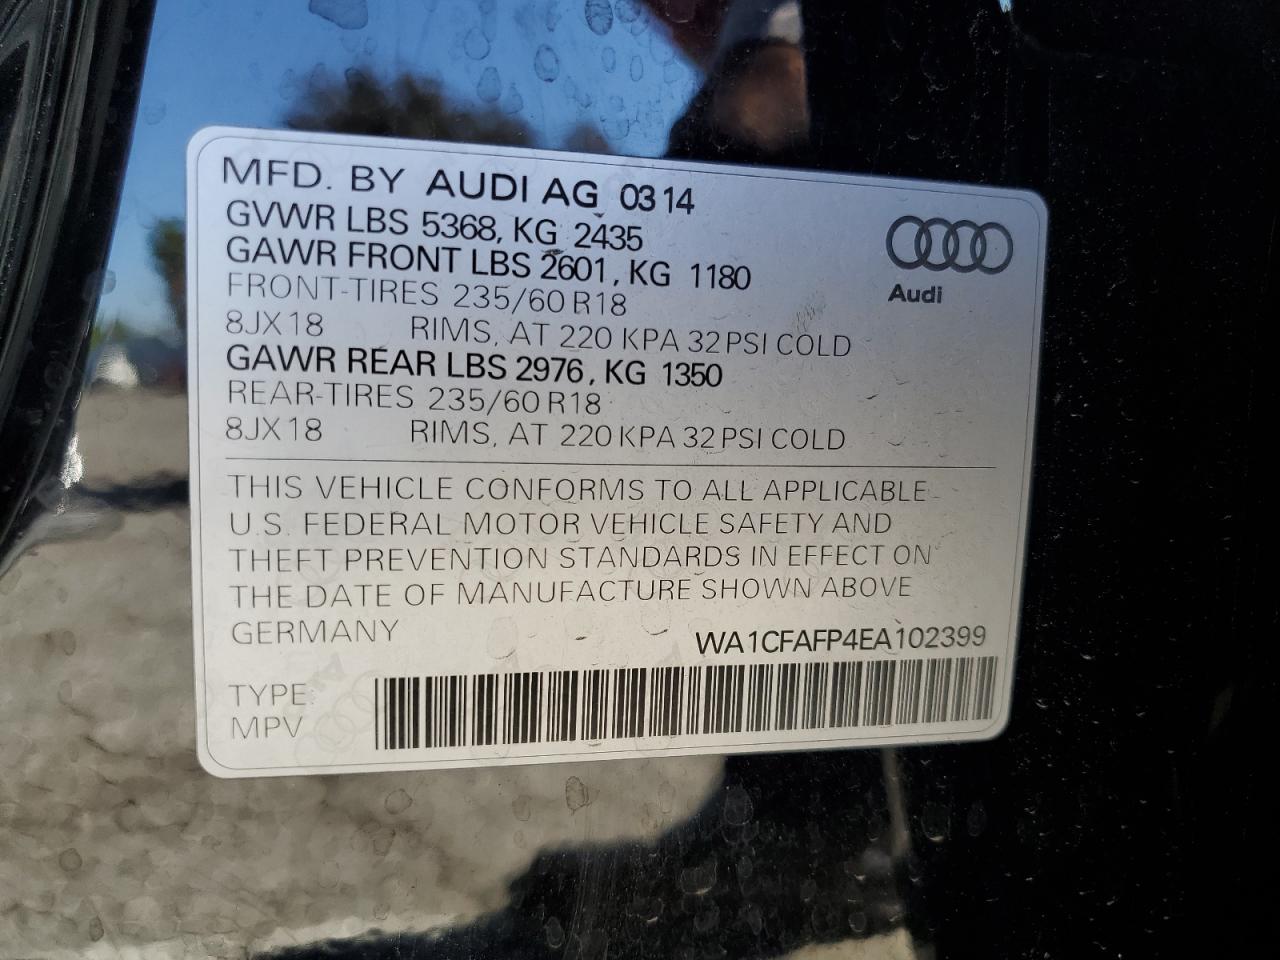 MFD. BY AUDI AG 03 14
GVWR LBS 5368, KG 2435
GAWR FRONT LBS 2601, KG 1180
FRONT-TIRES 235/60 R18
8JX18 RIMS, AT 220 KPA 32 PSI COLD
GAWR REAR LBS 2976, KG 1350
REAR-TIRES 235/60 R18
8JX18 RIMS, AT 220 KPA 32 PSI COLD
Audi
THIS VEHICLE CONFORMS TO ALL APPLICABLE
U.S. FEDERAL MOTOR VEHICLE SAFETY AND
THEFT PREVENTION STANDARDS IN EFFECT ON
THE DATE OF MANUFACTURE SHOWN ABOVE
GERMANY WA1CFAFP4EA102399
TYPE:
MPV